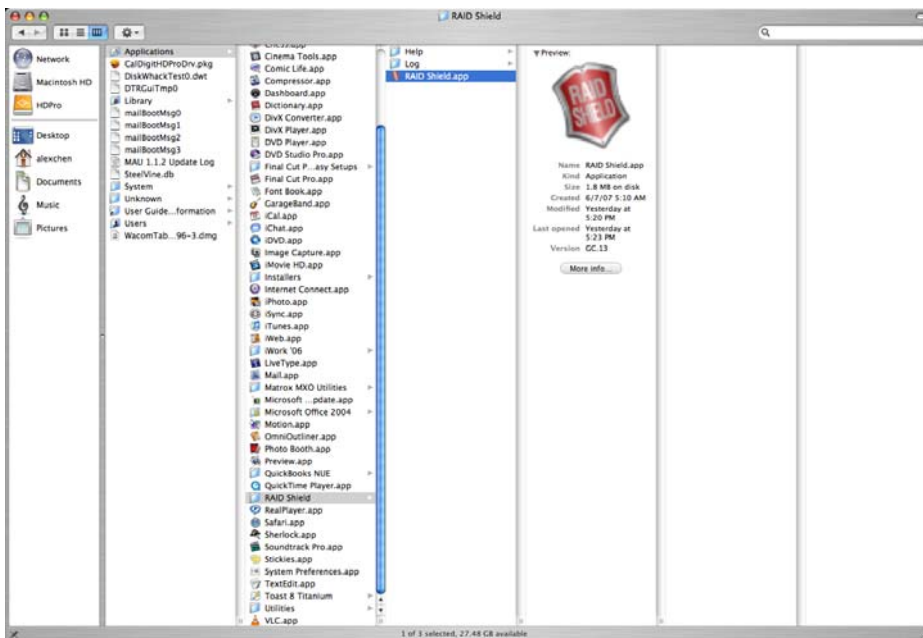 RAID Shield
Network
Macintosh HD
HDPro
Desktop
alexchen
Documents
Music
Pictures
Applications
CalDigitHDProDrv.pkg
DiskWhackTest0.dwt
DTRGuiTmp0
Library
mailBootMsg0
mailBootMsg1
mailBootMsg2
mailBootMsg3
MAU 1.1.2 Update Log
SteelVine.db
System
Unknown
User Guide...formation
Users
WacomTab...96-3.dmg
Chess.app
Cinema Tools.app
Comic Life.app
Compressor.app
Dashboard.app
Dictionary.app
DivX Converter.app
DivX Player.app
DVD Player.app
DVD Studio Pro.app
Final Cut P...asy Setups
Final Cut Pro.app
Font Book.app
GarageBand.app
iCal.app
iChat.app
iDVD.app
Image Capture.app
iMovie HD.app
Installers
Internet Connect.app
iPhoto.app
iSync.app
iTunes.app
iWeb.app
iWork '06
LiveType.app
Mail.app
Matrox MXO Utilities
Microsoft ...pdate.app
Microsoft Office 2004
Motion.app
OmniOutliner.app
Photo Booth.app
Preview.app
QuickBooks NUE
QuickTime Player.app
RAID Shield
RealPlayer.app
Safari.app
Sherlock.app
Soundtrack Pro.app
Stickies.app
System Preferences.app
TextEdit.app
Toast 8 Titanium
Utilities
VLC.app
Help
Log
RAID Shield.app
Preview:
RAID
SHIELD
Name RAID Shield.app
Kind Application
Size 1.8 MB on disk
Created 6/7/07 5:10 AM
Modified Yesterday at
5:20 PM
Last opened Yesterday at
5:23 PM
Version GC.13
More info...
1 of 3 selected, 27.48 GB available